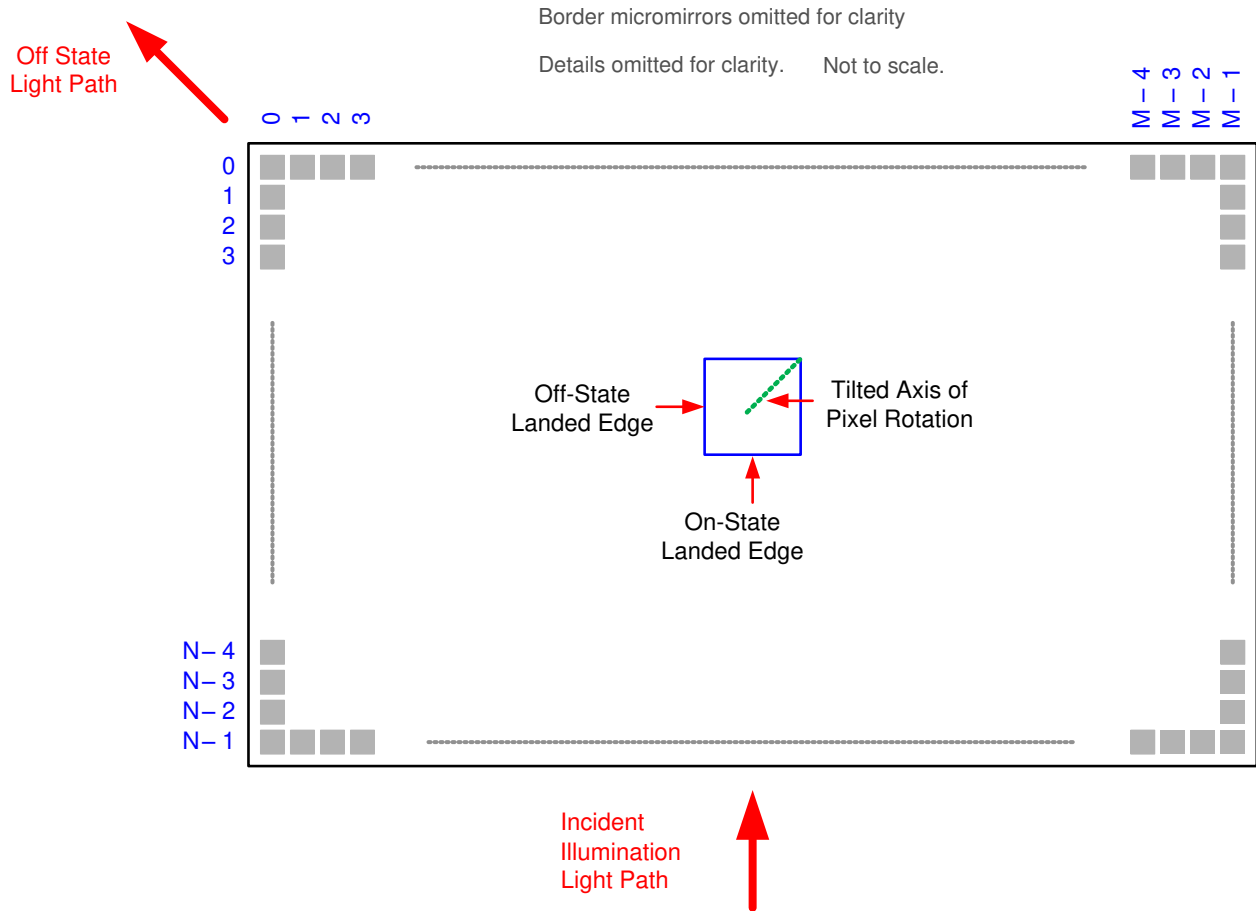 Border micromirrors omitted for clarity
Details omitted for clarity. Not to scale.
Off State
Light Path
0 1 2 3
M – 4 M – 3 M – 2 M – 1
0
1
2
3
Off-State
Landed Edge
Tilted Axis of
Pixel Rotation
On-State
Landed Edge
N – 4
N – 3
N – 2
N – 1
Incident
Illumination
Light Path